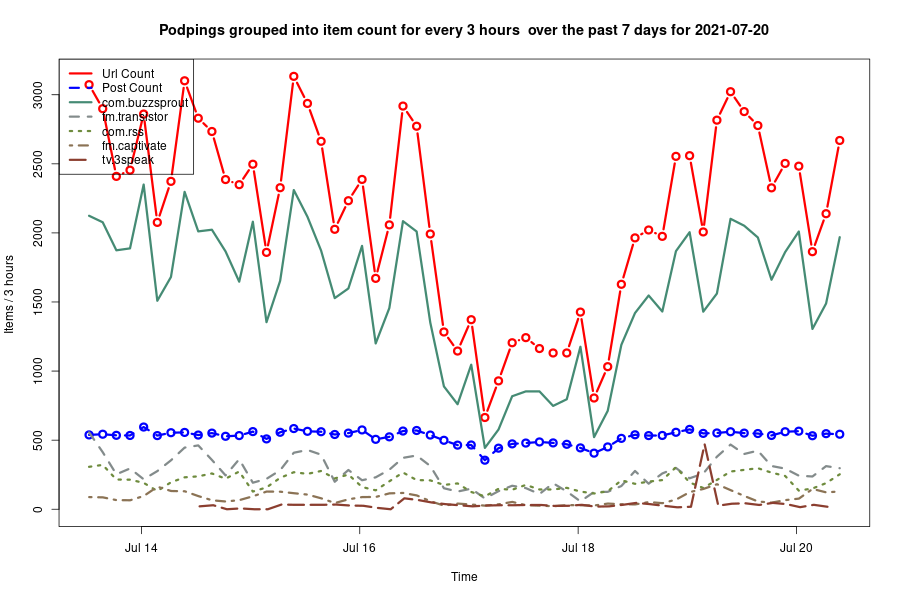 Podpings grouped into item count for every 3 hours  over the past 7 days for 2021-07-20
Url Count
Post Count
com.buzzsprout
fm.transistor
com.rss
fm.captivate
tv.3speak
Items / 3 hours
3000
2500
2000
1500
1000
500
0
Jul 14
Jul 16
Jul 18
Jul 20
Time